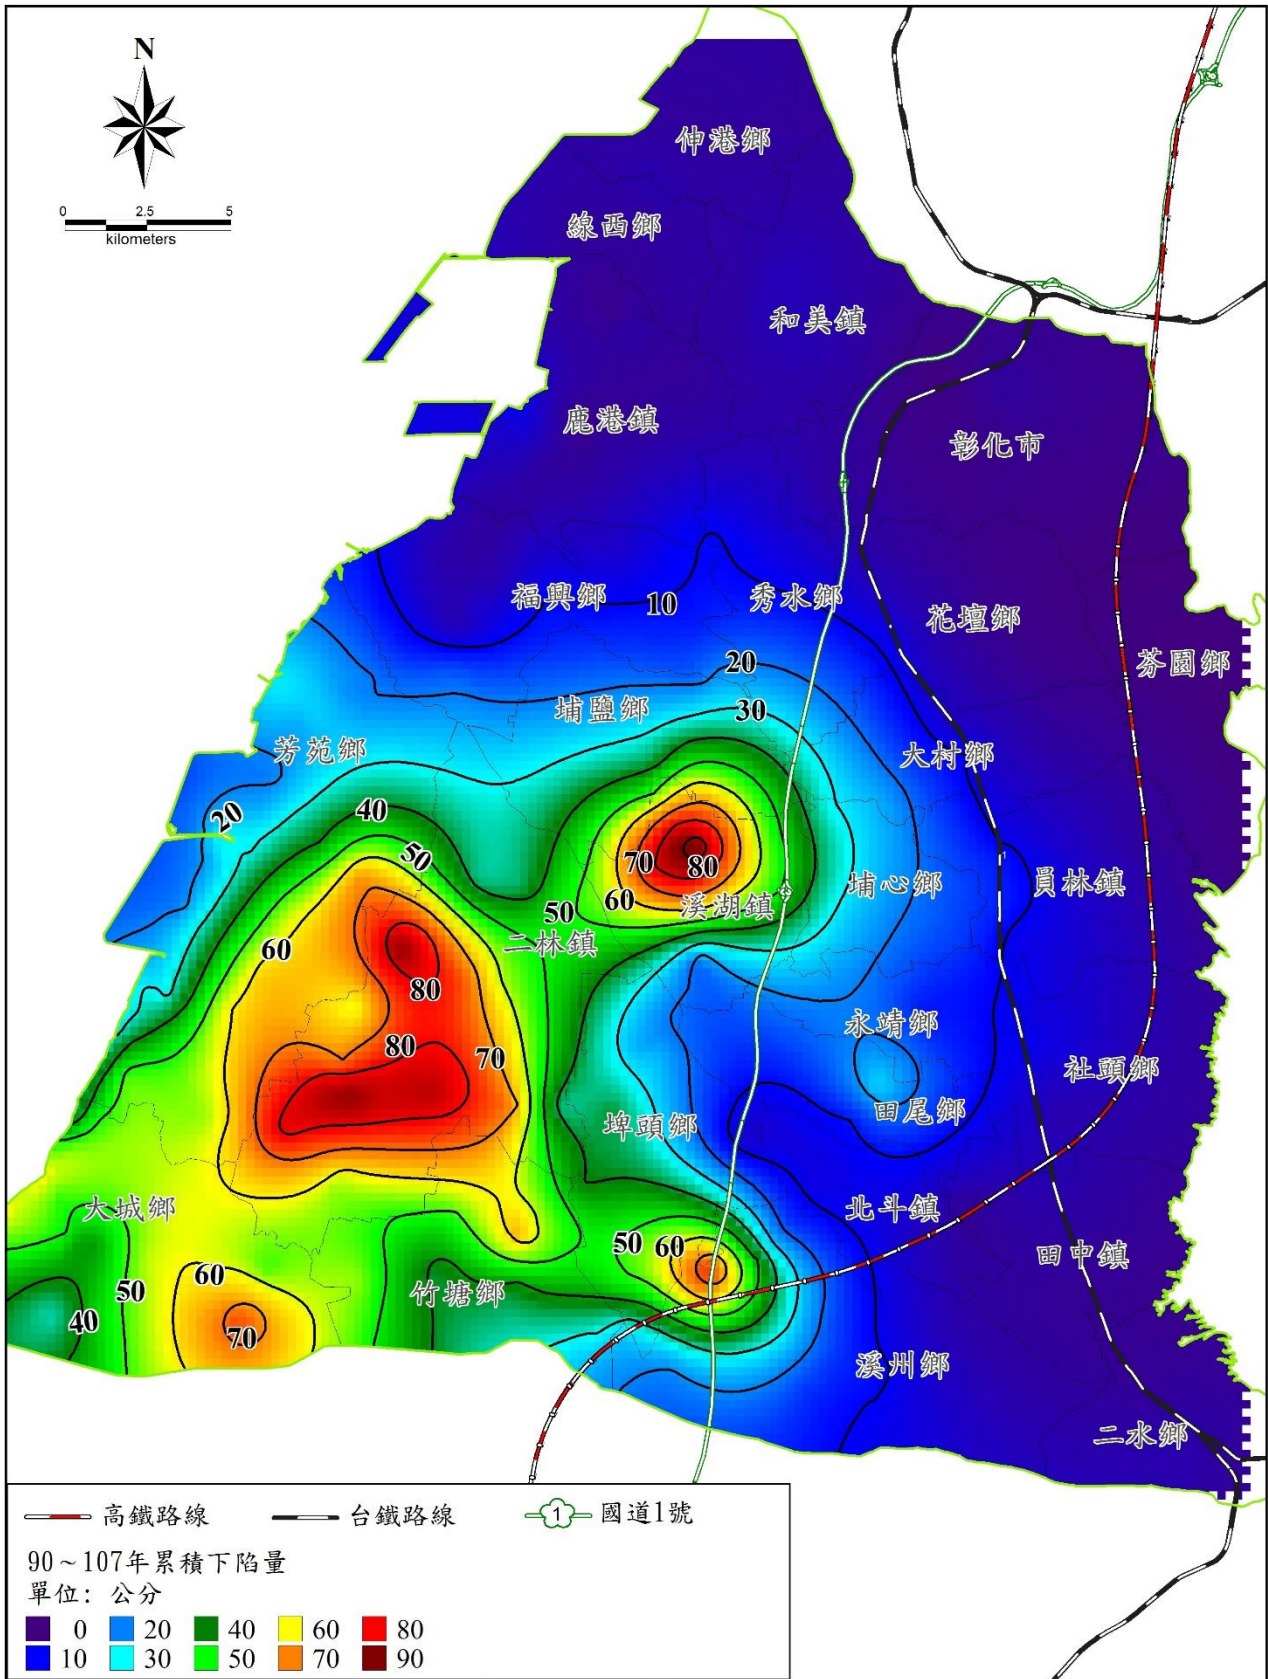 N
0 2.5 5
kilometers
伸港鄉
線西鄉
和美鎮
鹿港鎮
彰化市
福興鄉
10
秀水鄉
花壇鄉
芬園鄉
20
埔鹽鄉
30
芳苑鄉
大村鄉
20
40
50
70
80
埔心鄉
員林鎮
60
溪湖鎮
50
二林鎮
60
80
永靖鄉
80
70
社頭鄉
田尾鄉
埤頭鄉
大城鄉
北斗鎮
50
60
田中鎮
60
50
竹塘鄉
40
70
溪州鄉
二水鄉
高鐵路線 台鐵路線 1 國道1號
90~107年累積下陷量
單位: 公分
0 20 40 60 80
10 30 50 70 90